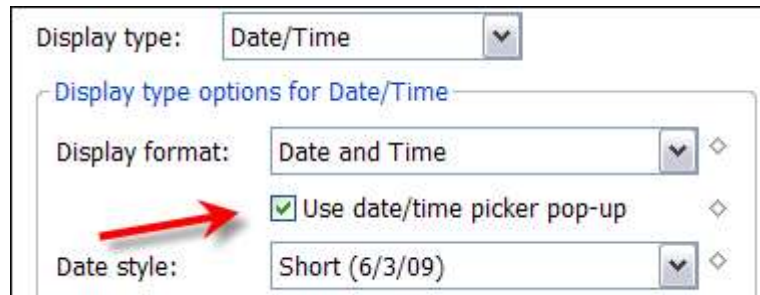 Display type: Date/Time
Display type options for Date/Time
Display format: Date and Time
Use date/time picker pop-up
Date style: Short (6/3/09)